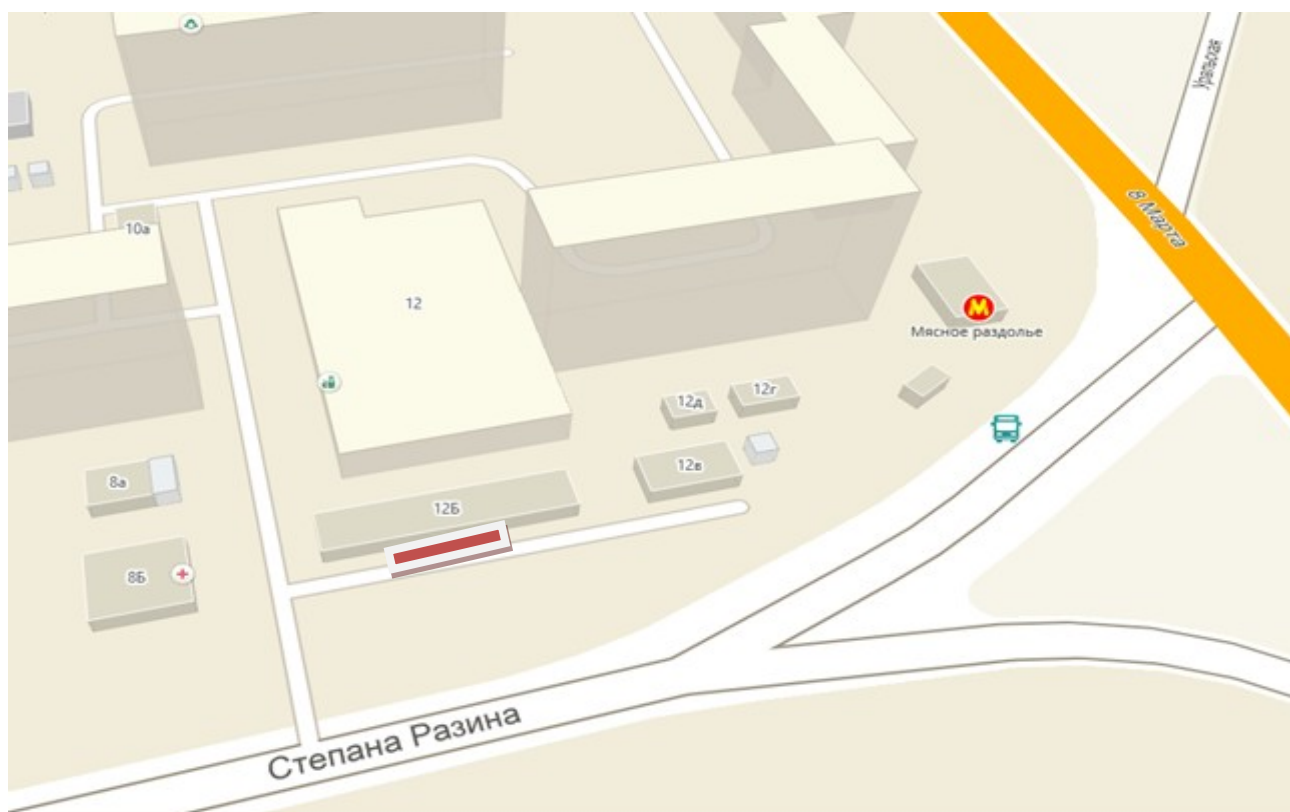 Уральская
8 Марта
10а
12
М
Мясное раздолье
12д
12г
12в
8а
12Б
8Б
Степана Разина